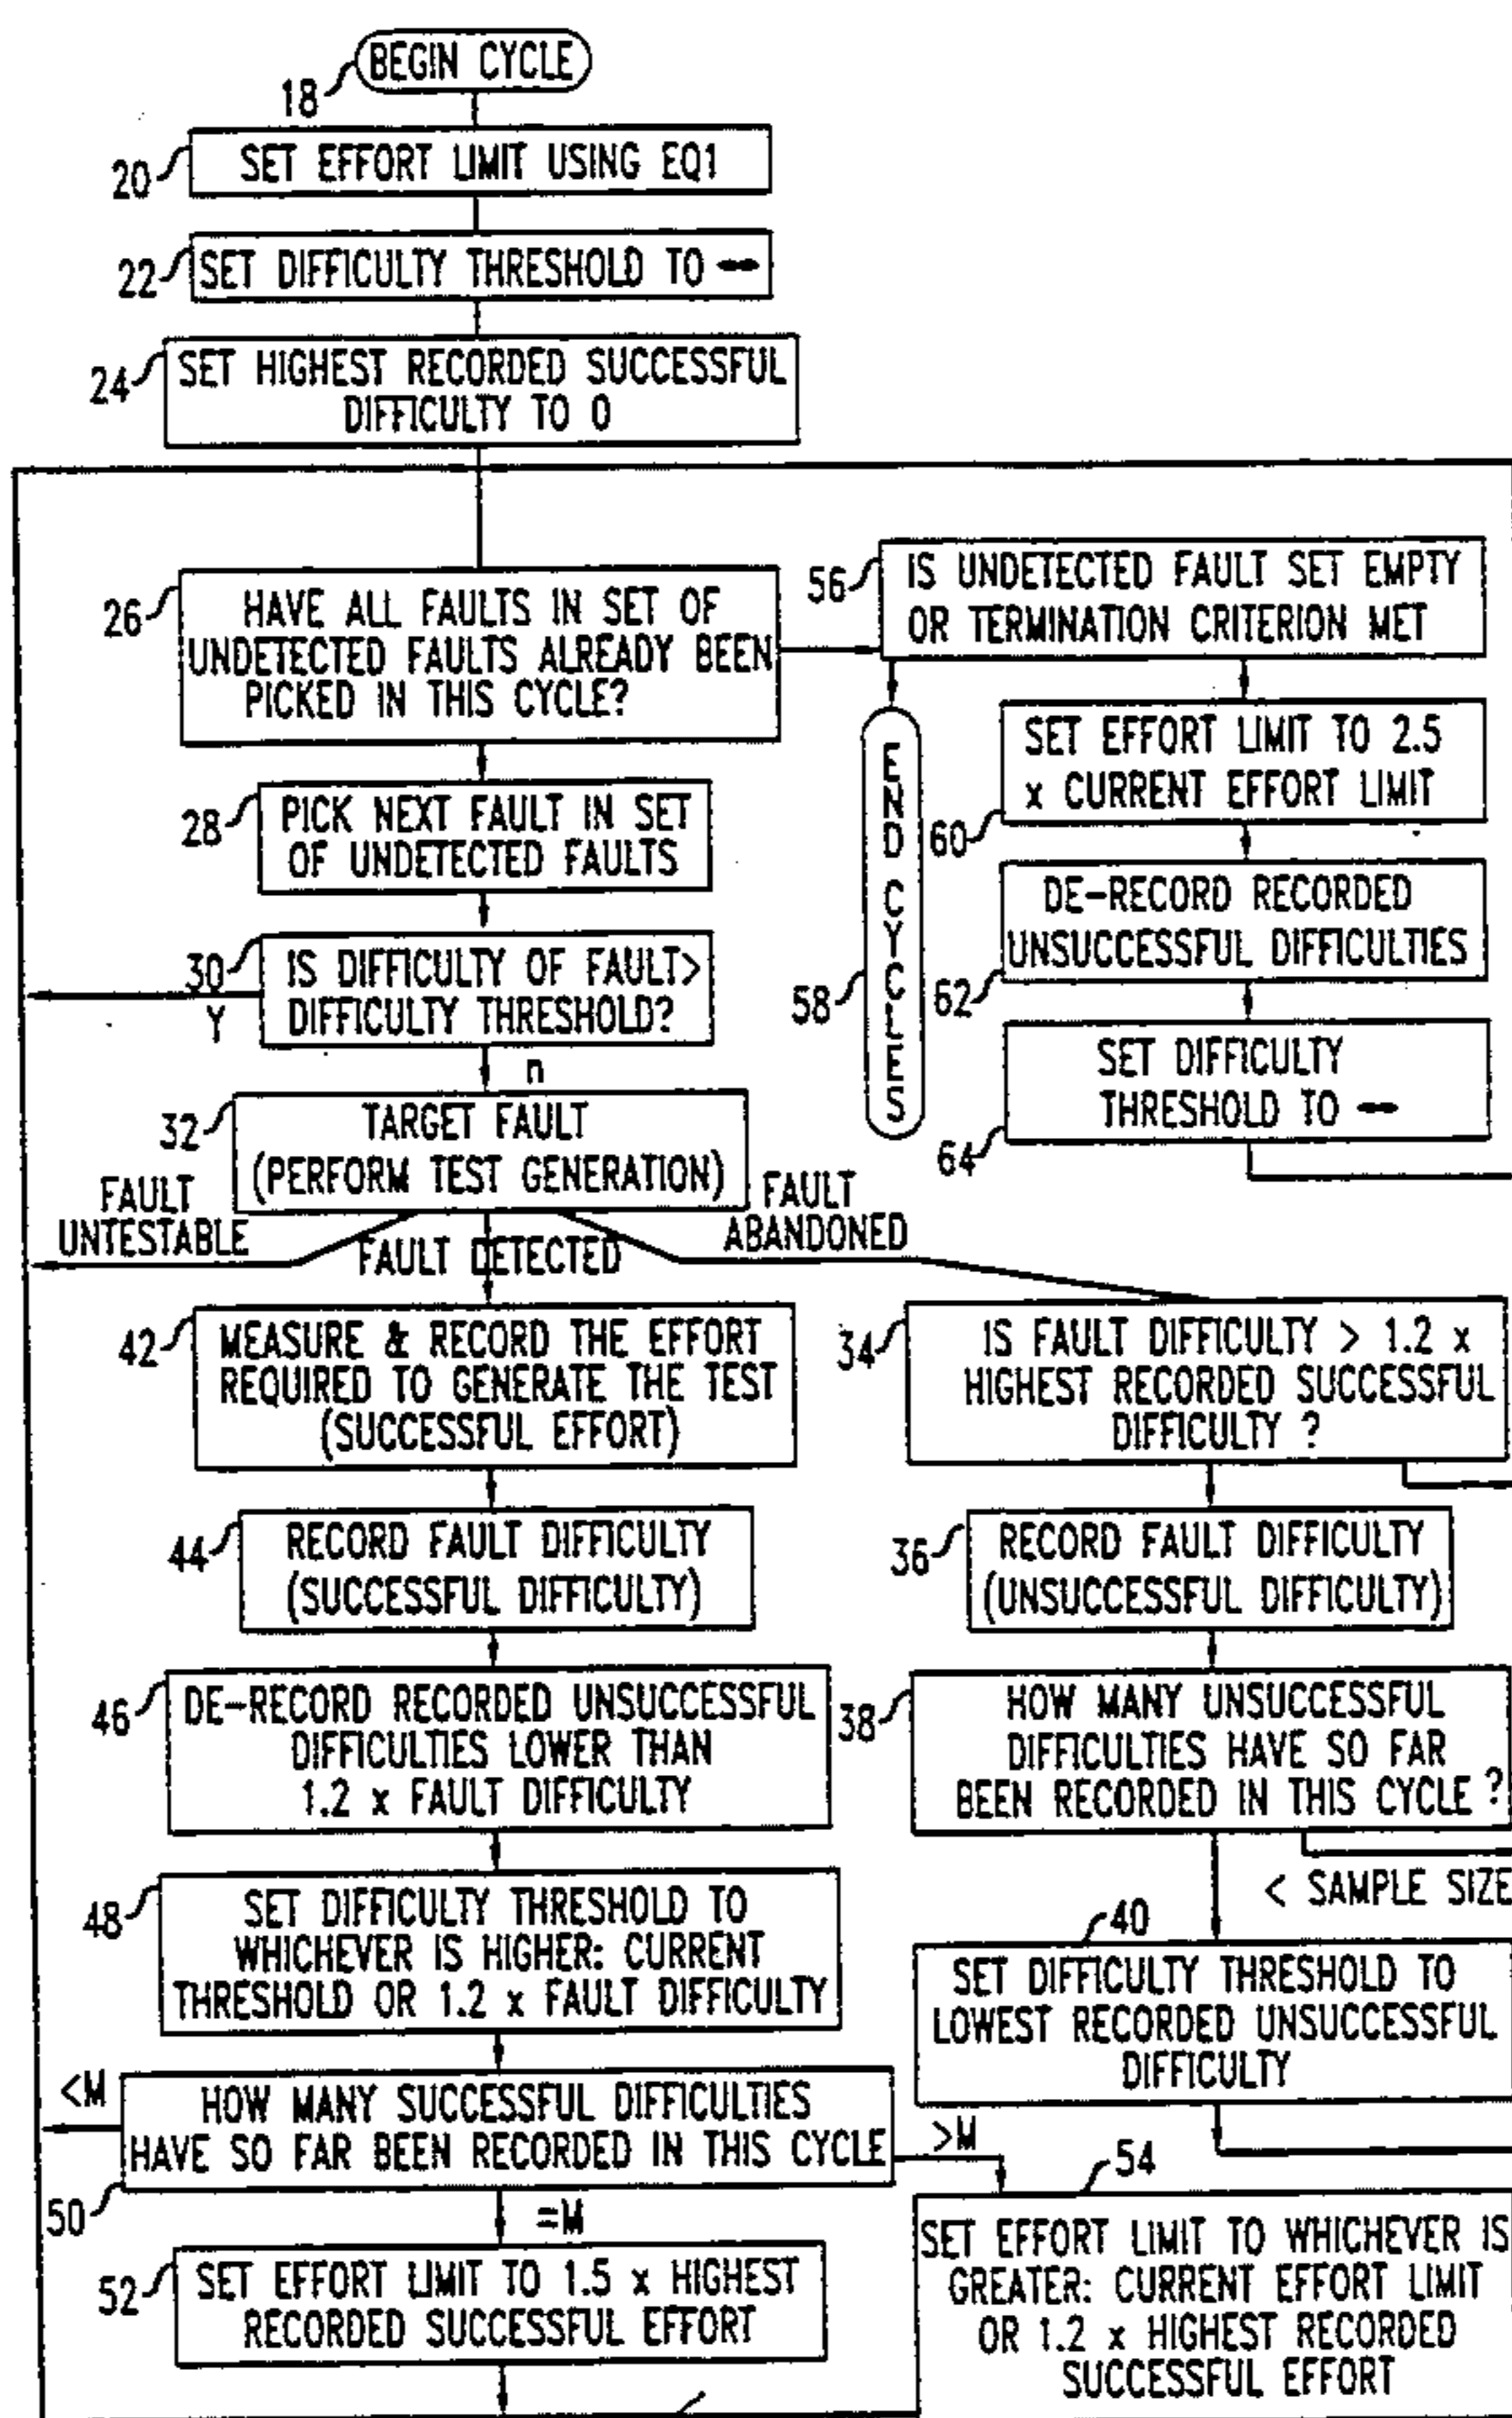 BEGIN CYCLE
18
20
SET EFFORT LIMIT USING EQ1
22
SET DIFFICULTY THRESHOLD TO
24
SET HIGHEST RECORDED SUCCESSFUL
DIFFICULTY TO 0
26
HAVE ALL FAULTS IN SET OF
UNDETECTED FAULTS ALREADY BEEN
PICKED IN THIS CYCLE?
56
IS UNDETECTED FAULT SET EMPTY
OR TERMINATION CRITERION MET
28
PICK NEXT FAULT IN SET
OF UNDETECTED FAULTS
58
END CYCLES
60
SET EFFORT LIMIT TO 2.5
x CURRENT EFFORT LIMIT
62
DE-RECORD RECORDED
UNSUCCESSFUL DIFFICULTIES
30
IS DIFFICULTY OF FAULT>
DIFFICULTY THRESHOLD?
Y
n
64
SET DIFFICULTY
THRESHOLD TO
32
TARGET FAULT
(PERFORM TEST GENERATION)
FAULT
UNTESTABLE
FAULT DETECTED
FAULT
ABANDONED
42
MEASURE & RECORD THE EFFORT
REQUIRED TO GENERATE THE TEST
(SUCCESSFUL EFFORT)
34
IS FAULT DIFFICULTY > 1.2 x
HIGHEST RECORDED SUCCESSFUL
DIFFICULTY ?
44
RECORD FAULT DIFFICULTY
(SUCCESSFUL DIFFICULTY)
36
RECORD FAULT DIFFICULTY
(UNSUCCESSFUL DIFFICULTY)
46
DE-RECORD RECORDED UNSUCCESSFUL
DIFFICULTIES LOWER THAN
1.2 x FAULT DIFFICULTY
38
HOW MANY UNSUCCESSFUL
DIFFICULTIES HAVE SO FAR
BEEN RECORDED IN THIS CYCLE ?
< SAMPLE SIZE
48
SET DIFFICULTY THRESHOLD TO
WHICHEVER IS HIGHER: CURRENT
THRESHOLD OR 1.2 x FAULT DIFFICULTY
40
SET DIFFICULTY THRESHOLD TO
LOWEST RECORDED UNSUCCESSFUL
DIFFICULTY
<M
HOW MANY SUCCESSFUL DIFFICULTIES
HAVE SO FAR BEEN RECORDED IN THIS CYCLE
>M
50
=M
54
SET EFFORT LIMIT TO WHICHEVER IS
GREATER: CURRENT EFFORT LIMIT
OR 1.2 x HIGHEST RECORDED
SUCCESSFUL EFFORT
52
SET EFFORT LIMIT TO 1.5 x HIGHEST
RECORDED SUCCESSFUL EFFORT